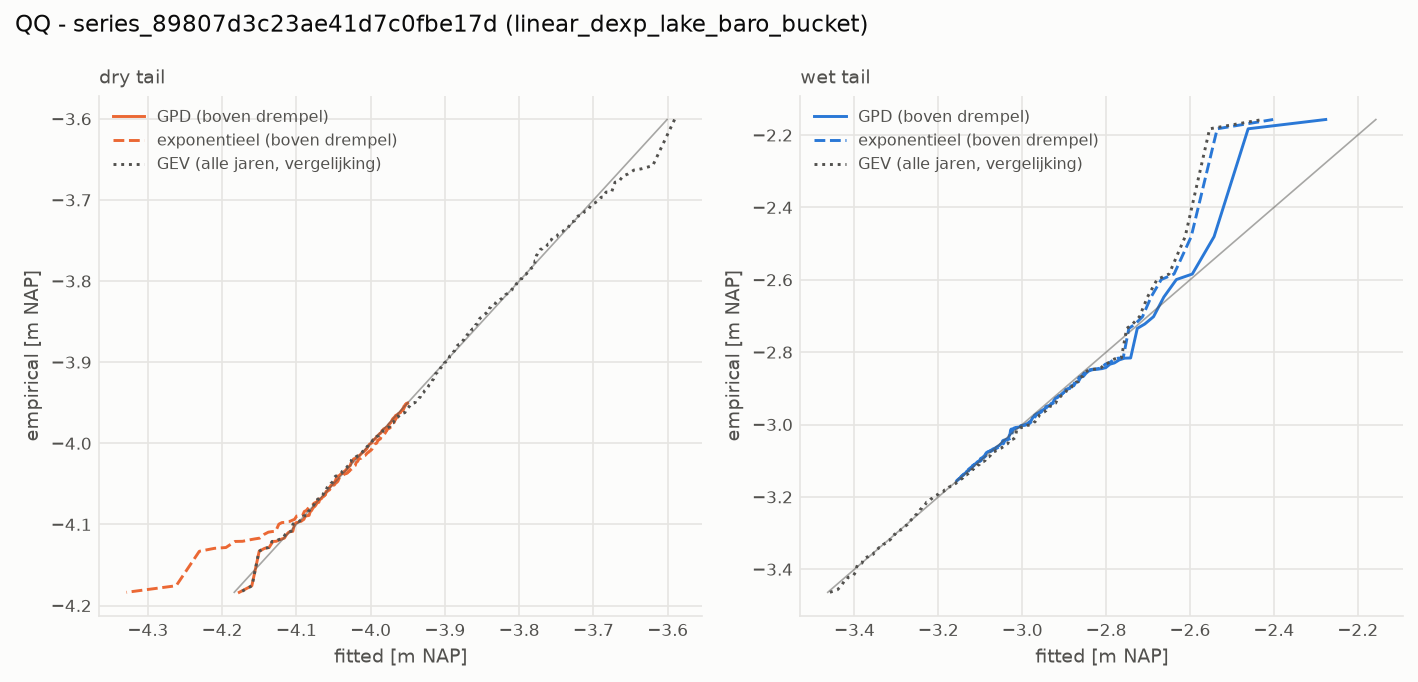 QQ - series_89807d3c23ae41d7c0fbe17d (linear_dexp_lake_baro_bucket)
dry tail
GPD (boven drempel)
exponentieel (boven drempel)
GEV (alle jaren, vergelijking)
empirical [m NAP]
−3.6
−3.7
−3.8
−3.9
−4.0
−4.1
−4.2
−4.3
−4.2
−4.1
−4.0
−3.9
−3.8
−3.7
−3.6
fitted [m NAP]
wet tail
GPD (boven drempel)
exponentieel (boven drempel)
GEV (alle jaren, vergelijking)
empirical [m NAP]
−2.2
−2.4
−2.6
−2.8
−3.0
−3.2
−3.4
−3.4
−3.2
−3.0
−2.8
−2.6
−2.4
−2.2
fitted [m NAP]